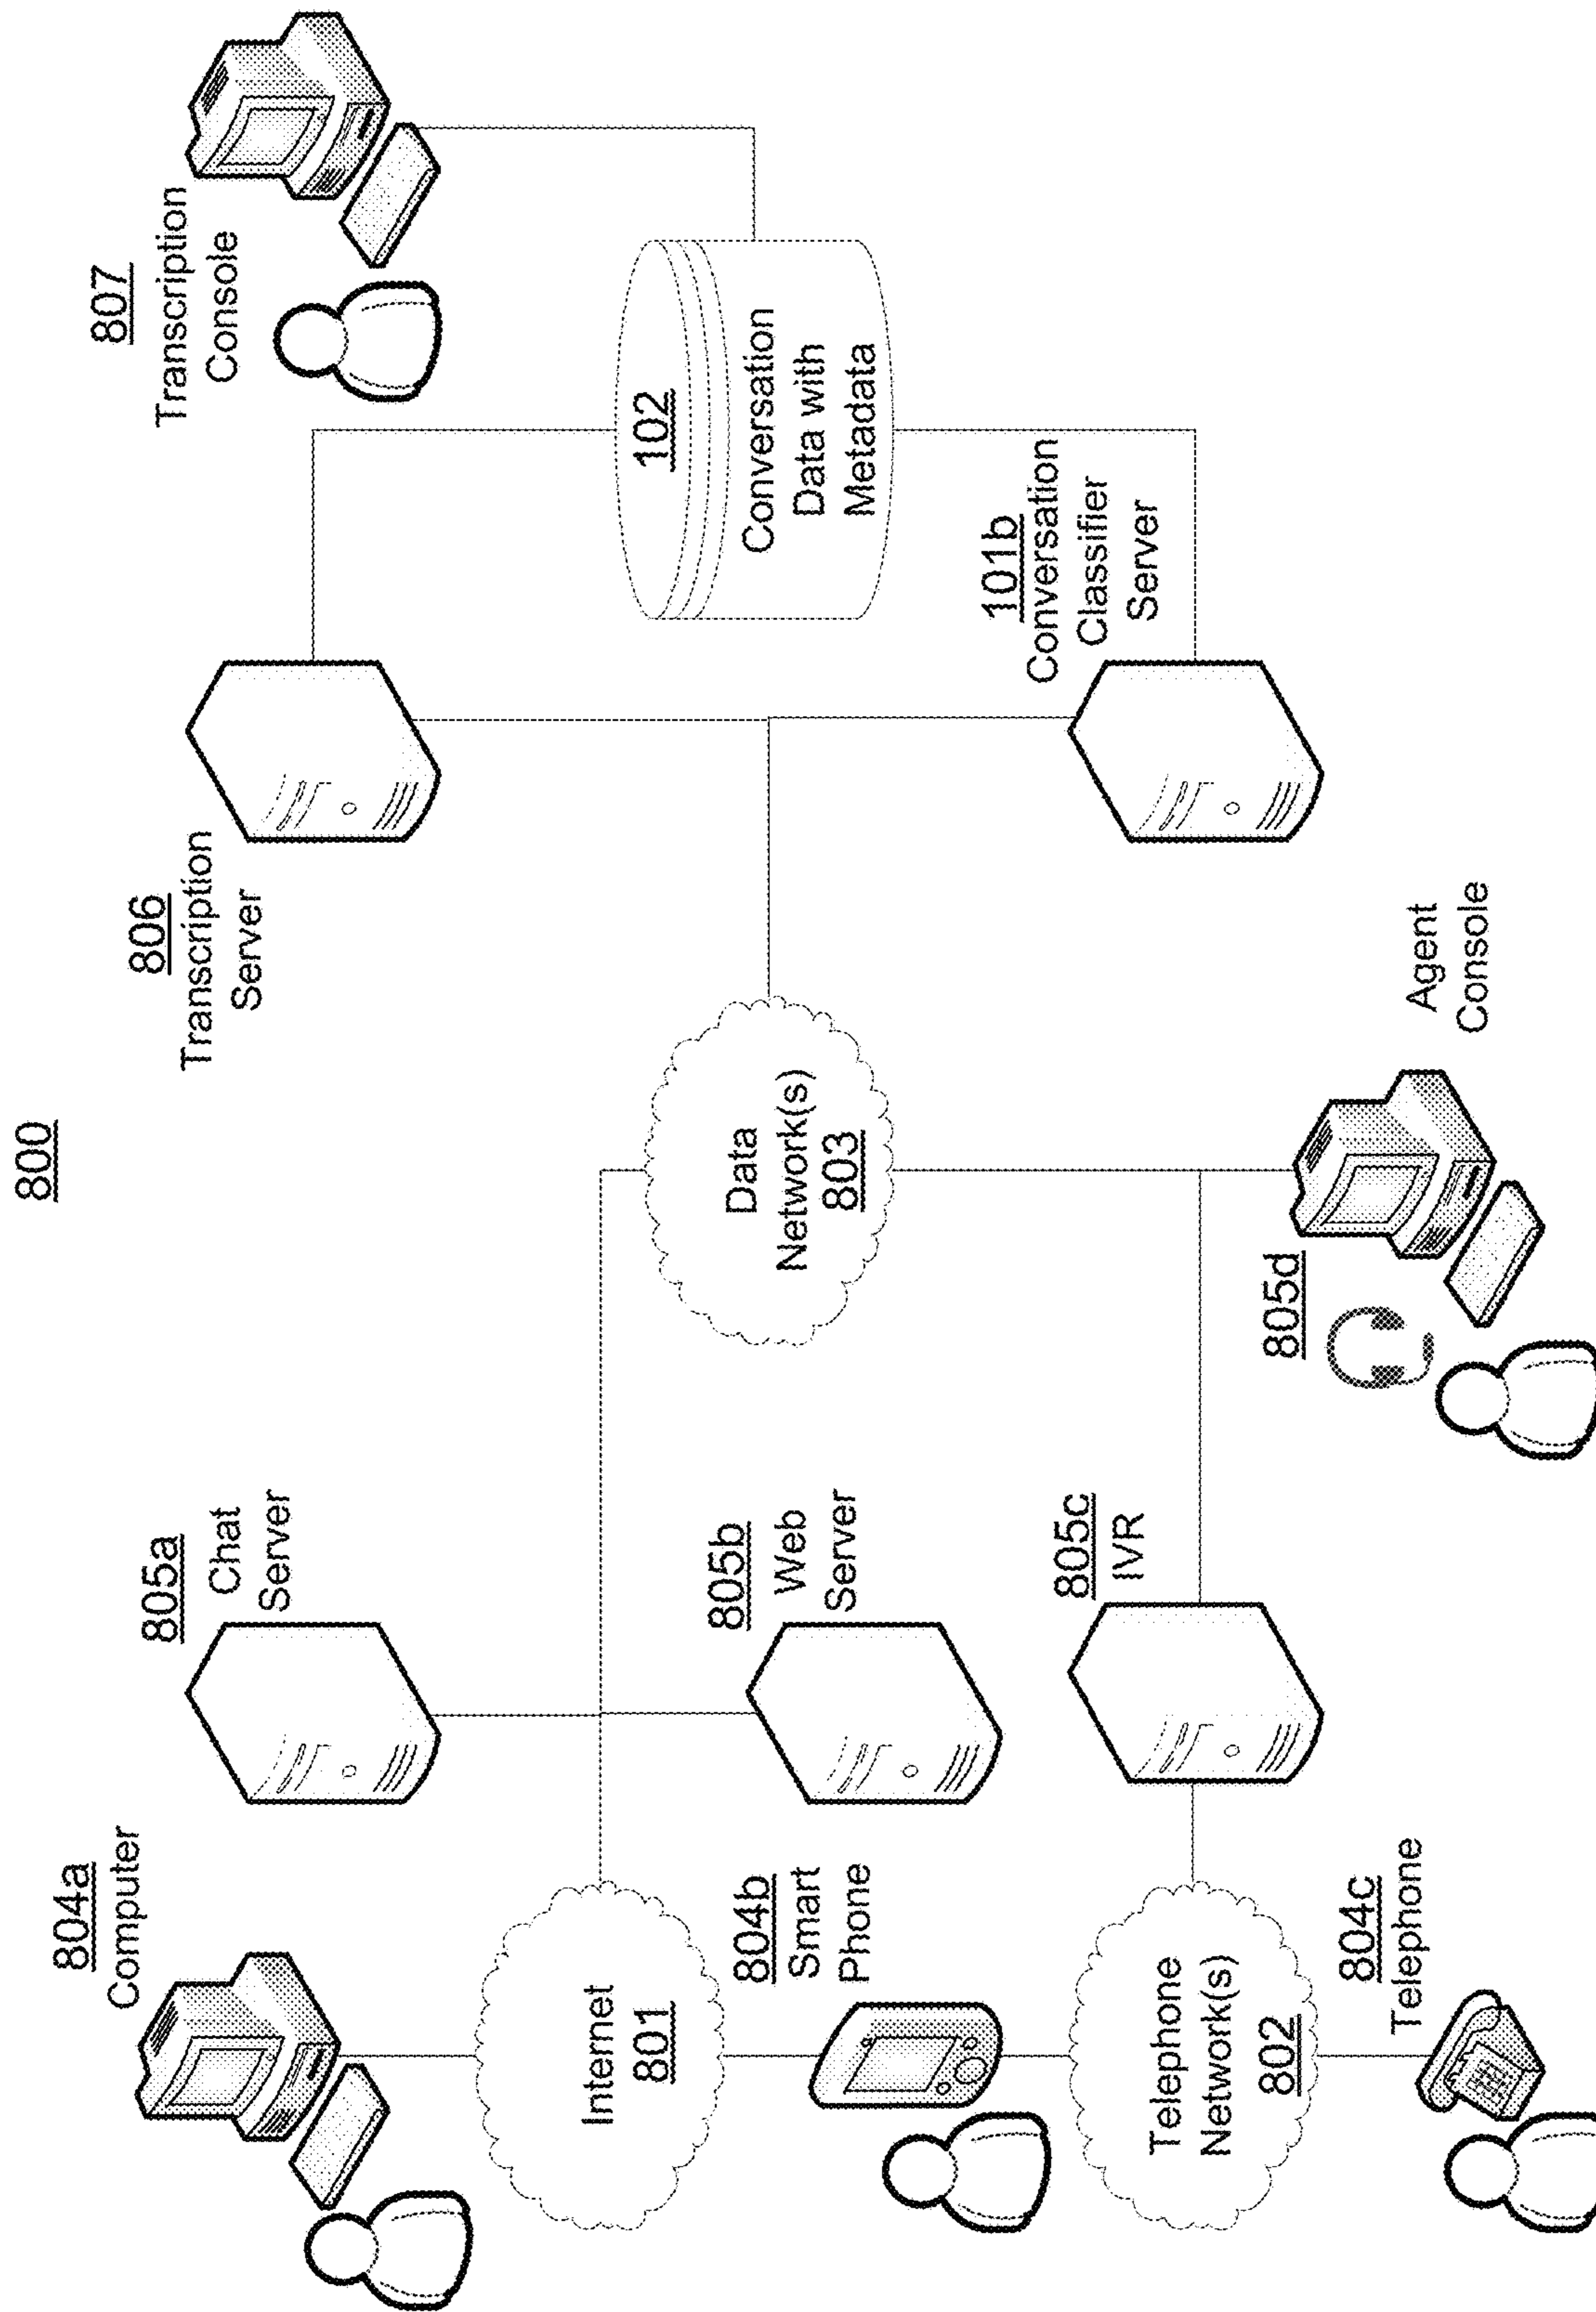 800
804a
Computer
805a
Chat
Server
806
Transcription
Server
807
Transcription
Console
Internet
801
Data
Network(s)
803
102
Conversation
Data with
Metadata
804b
Smart
Phone
805b
Web
Server
101b
Conversation
Classifier
Server
Telephone
Network(s)
802
805c
IVR
805d
Agent
Console
804c
Telephone